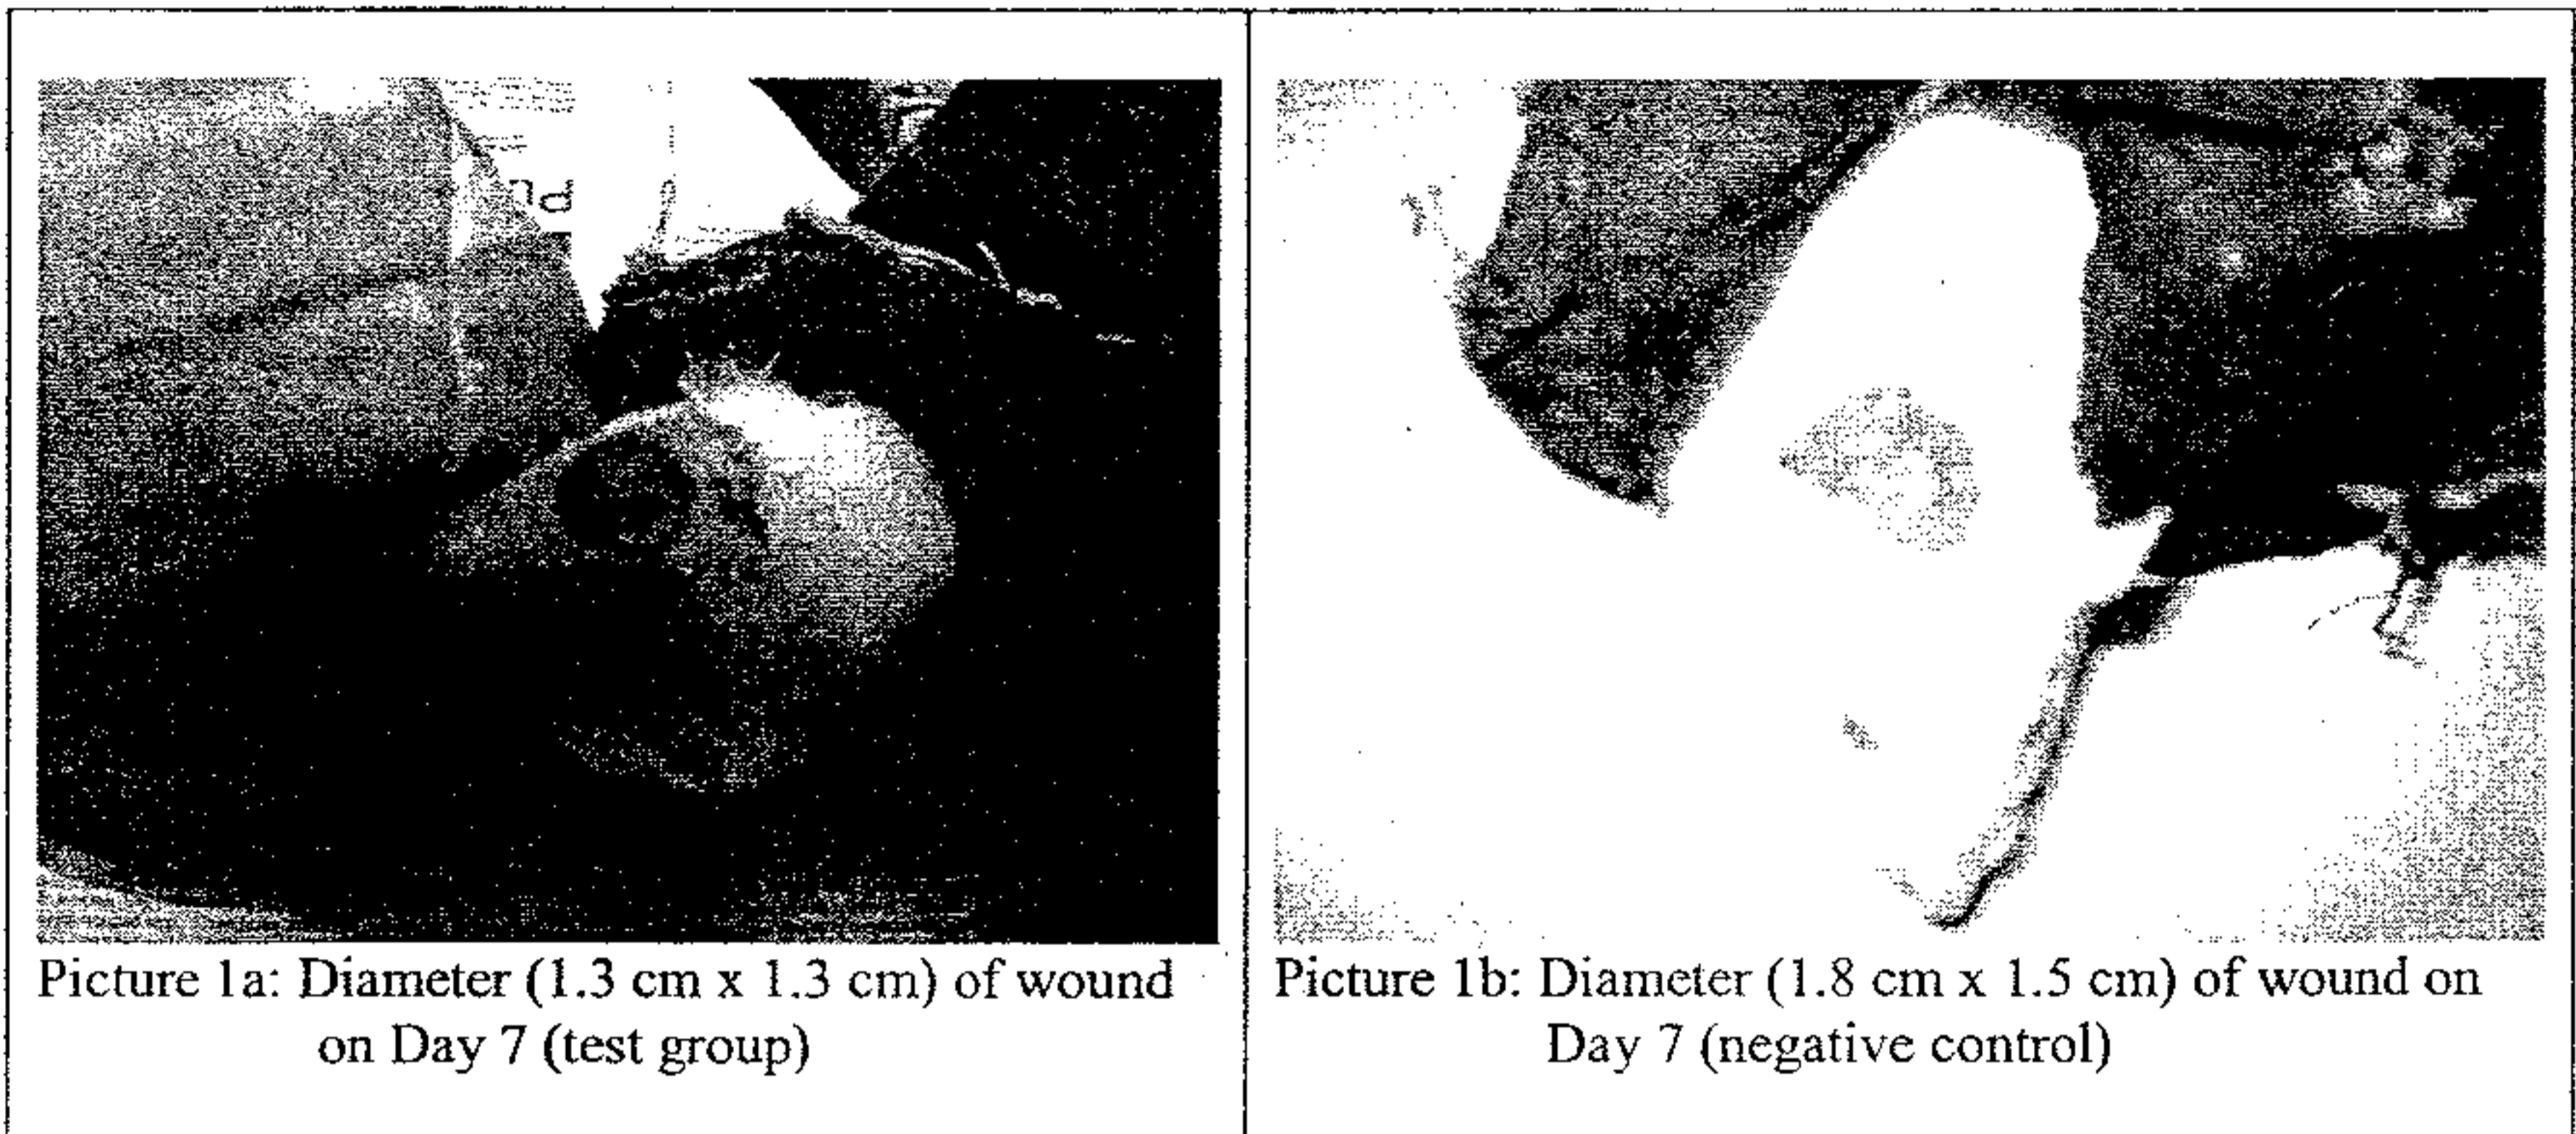 Picture 1a: Diameter (1.3 cm x 1.3 cm) of wound
on Day 7 (test group)
Picture 1b: Diameter (1.8 cm x 1.5 cm) of wound on
Day 7 (negative control)